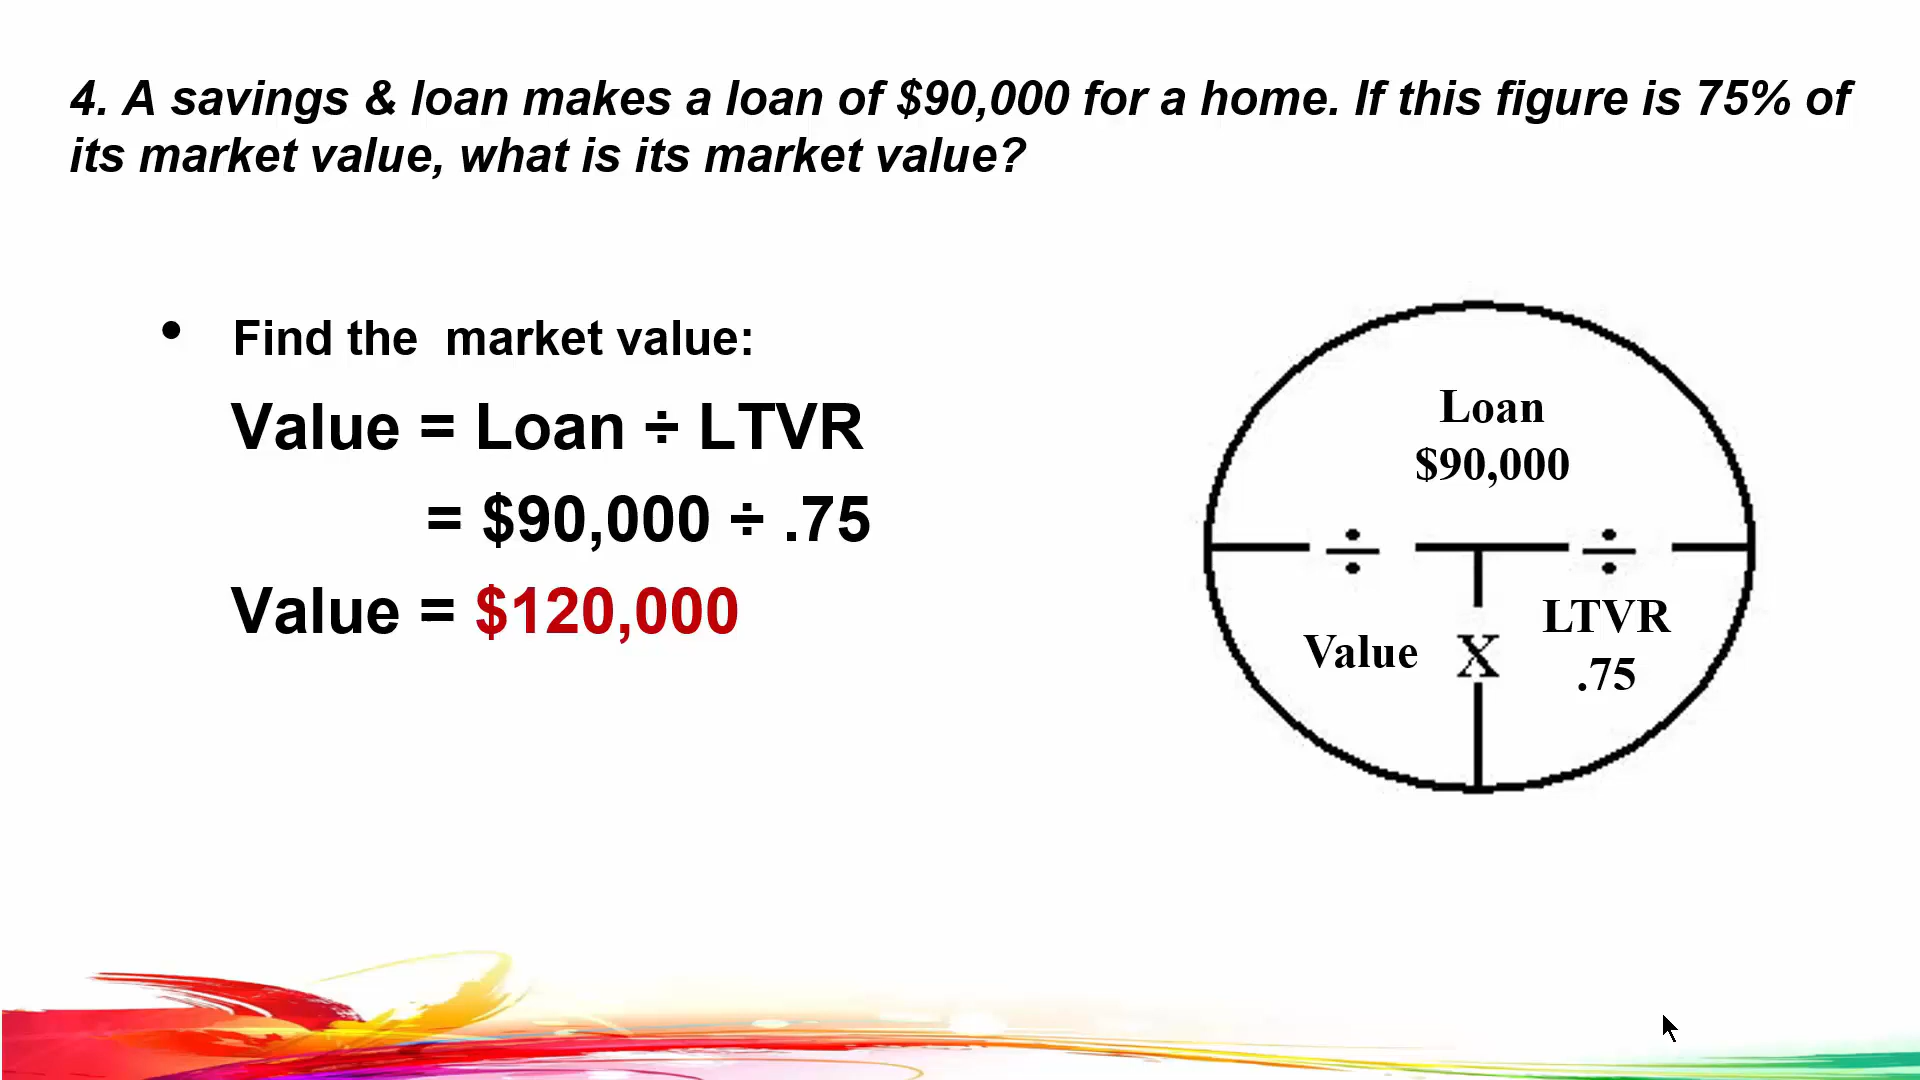 4. A savings & loan makes a loan of $90,000 for a home. If this figure is 75% of
its market value, what is its market value?
• Find the market value:
Value = Loan ÷ LTVR
= $90,000 ÷ .75
Value = $120,000
Loan
$90,000
÷ ÷
Value X LTVR
.75